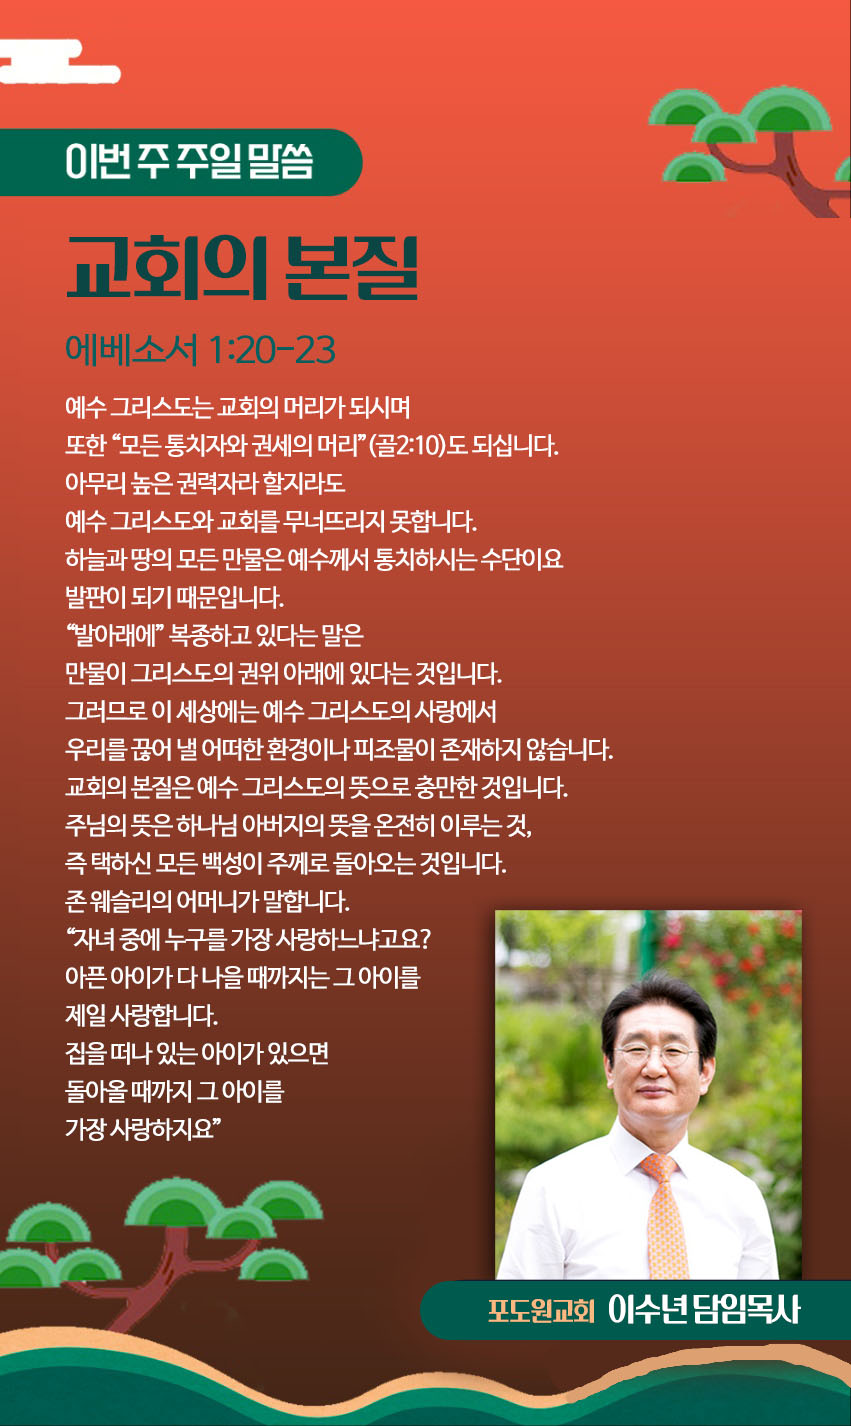 이번 주 주일 말씀
교회의 본질
에베소서 1:20-23
예수 그리스도는 교회의 머리가 되시며
또한 “모든 통치자와 권세의 머리”(골2:10)도 되십니다.
아무리 높은 권력자라 할지라도
예수 그리스도와 교회를 무너뜨리지 못합니다.
하늘과 땅의 모든 만물은 예수께서 통치하시는 수단이요
발판이 되기 때문입니다.
“발아래에” 복종하고 있다는 말은
만물이 그리스도의 권위 아래에 있다는 것입니다.
그러므로 이 세상에는 예수 그리스도의 사랑에서
우리를 끊어 낼 어떠한 환경이나 피조물이 존재하지 않습니다.
교회의 본질은 예수 그리스도의 뜻으로 충만한 것입니다.
주님의 뜻은 하나님 아버지의 뜻을 온전히 이루는 것,
즉 택하신 모든 백성이 주께로 돌아오는 것입니다.
존 웨슬리의 어머니가 말합니다.
“자녀 중에 누구를 가장 사랑하느냐고요?
아픈 아이가 다 나을 때까지는 그 아이를
제일 사랑합니다.
집을 떠나 있는 아이가 있으면
돌아올 때까지 그 아이를
가장 사랑하지요”
포도원교회 이수년 담임목사